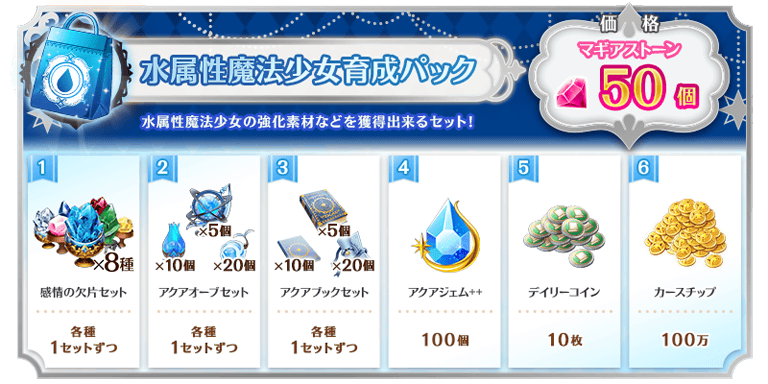 価格
水属性魔法少女育成パック
マギアストーン
50個
水属性魔法少女の強化素材などを獲得出来るセット!
1
×8種
感情の欠片セット
各種
1セットずつ
2
×5個
×10個 ×20個
アクアオーブセット
各種
1セットずつ
3
×5個
×10個 ×20個
アクアブックセット
各種
1セットずつ
4
アクアジェム++
100個
5
デイリーコイン
10枚
6
カースチップ
100万